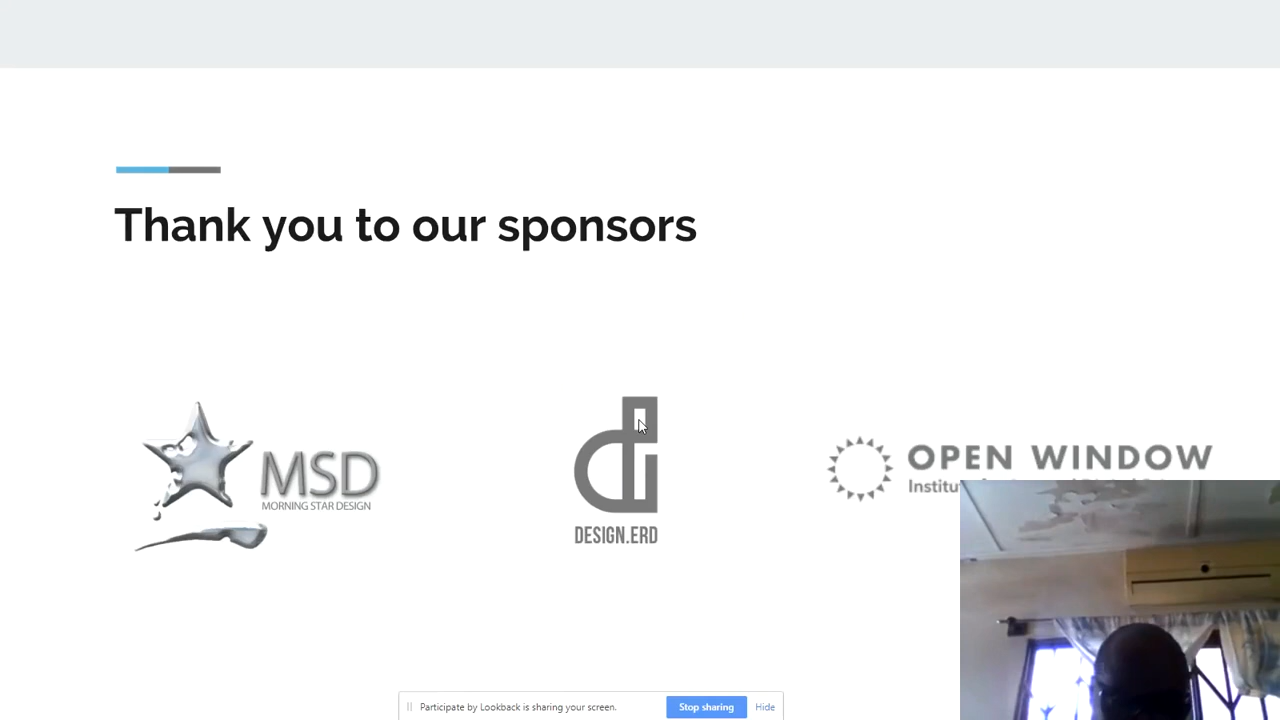 Thank you to our sponsors
MSD
MORNING STAR DESIGN
DESIGN.ERD
OPEN WINDOW
Participate by Lookback is sharing your screen.
Stop sharing
Hide